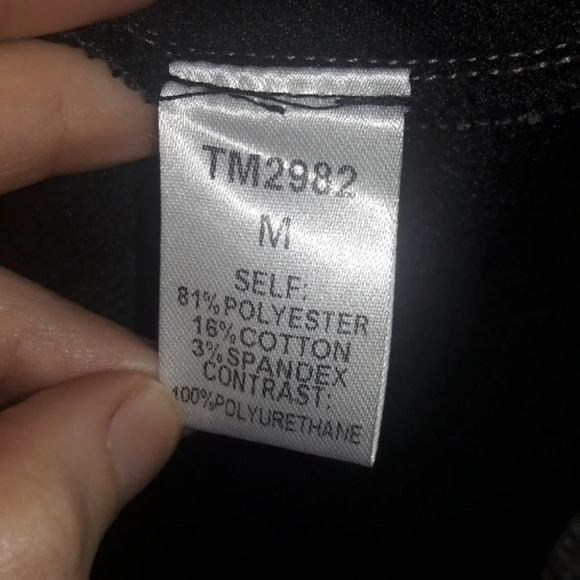 TM2982
M
SELF:
81%POLYESTER
16%COTTON
3%SPANDEX
CONTRAST:
100%POLYURETHANE